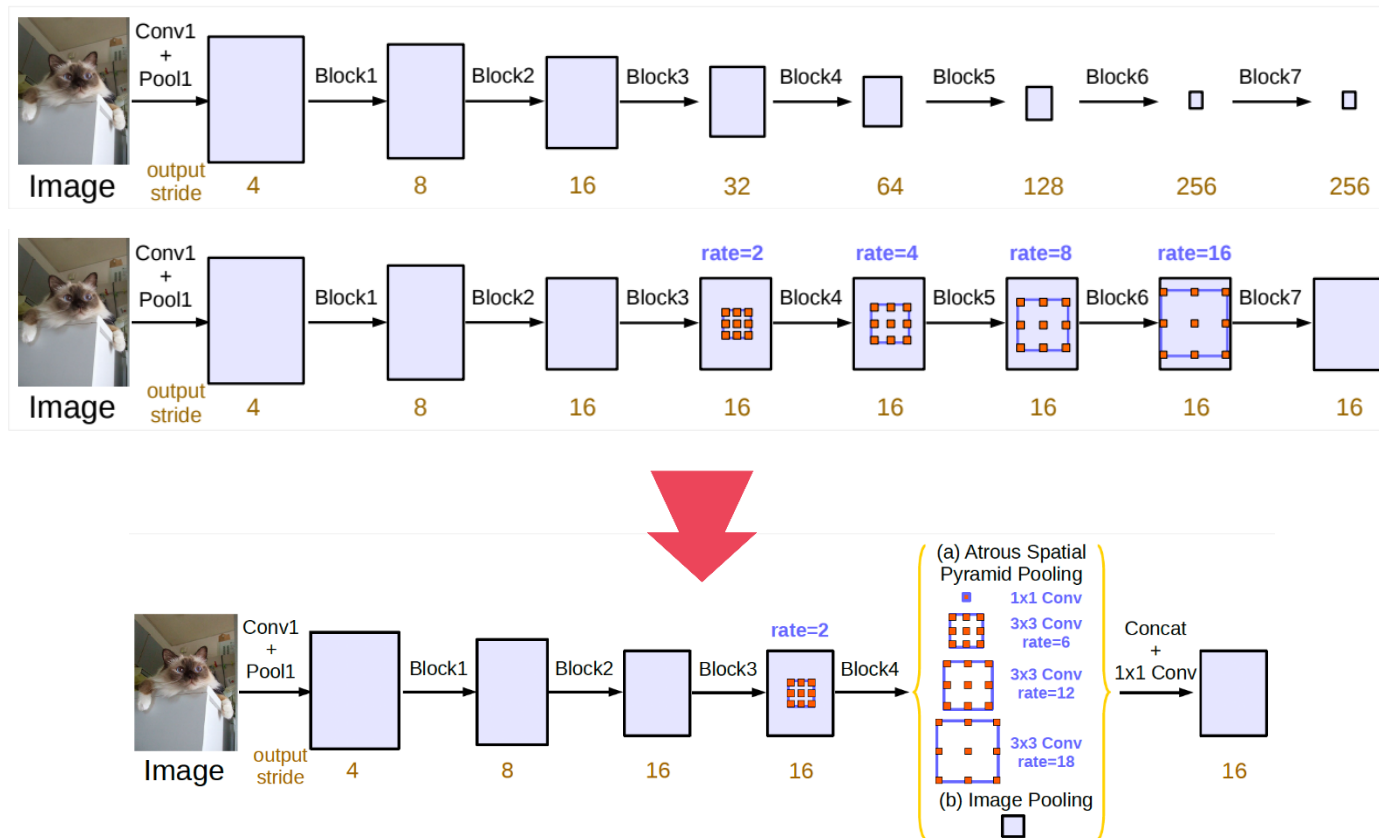 Conv1
+
Pool1
Block1
Block2
Block3
Block4
Block5
Block6
Block7
Image
output
stride
4
8
16
32
64
128
256
256
rate=2
rate=4
rate=8
rate=16
Conv1
+
Pool1
Block1
Block2
Block3
Block4
Block5
Block6
Block7
Image
output
stride
4
8
16
16
16
16
16
16
(a) Atrous Spatial
Pyramid Pooling
1x1 Conv
3x3 Conv
rate=6
3x3 Conv
rate=12
3x3 Conv
rate=18
(b) Image Pooling
rate=2
Conv1
+
Pool1
Block1
Block2
Block3
Block4
Concat
+
1x1 Conv
Image
output
stride
4
8
16
16
16